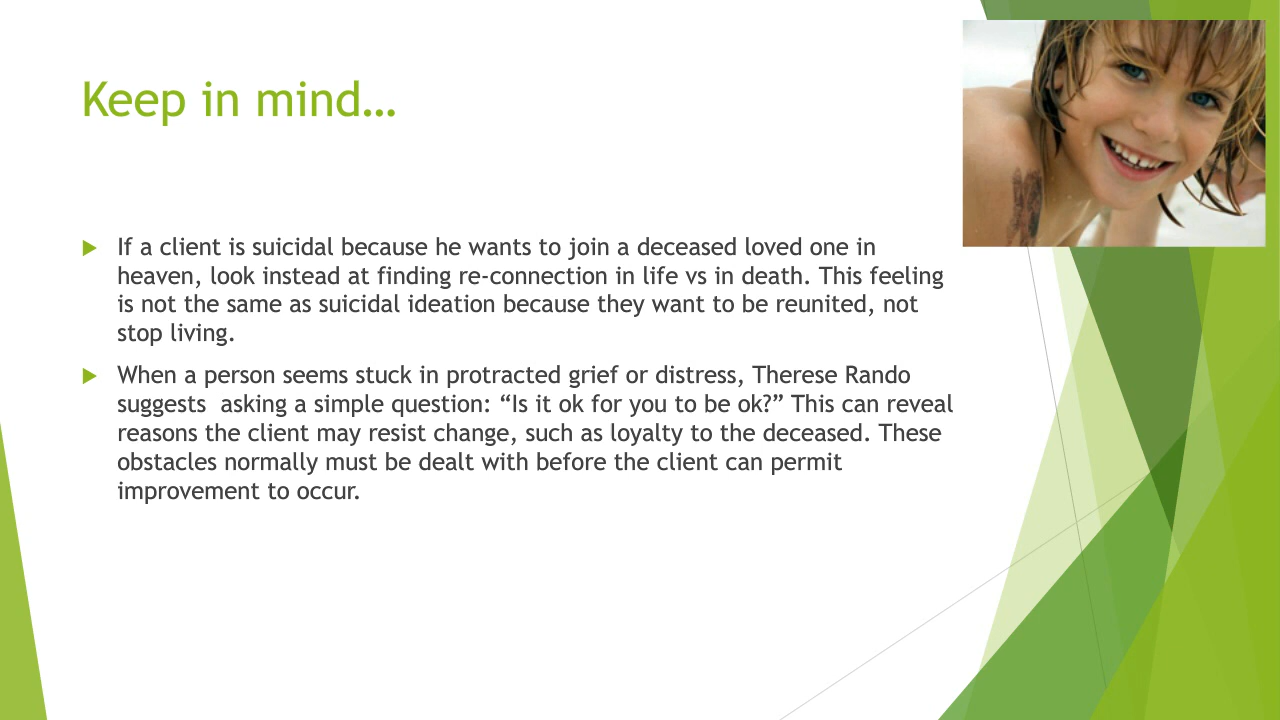 Keep in mind…
If a client is suicidal because he wants to join a deceased loved one in
heaven, look instead at finding re-connection in life vs in death. This feeling
is not the same as suicidal ideation because they want to be reunited, not
stop living.
When a person seems stuck in protracted grief or distress, Therese Rando
suggests  asking a simple question: “Is it ok for you to be ok?” This can reveal
reasons the client may resist change, such as loyalty to the deceased. These
obstacles normally must be dealt with before the client can permit
improvement to occur.